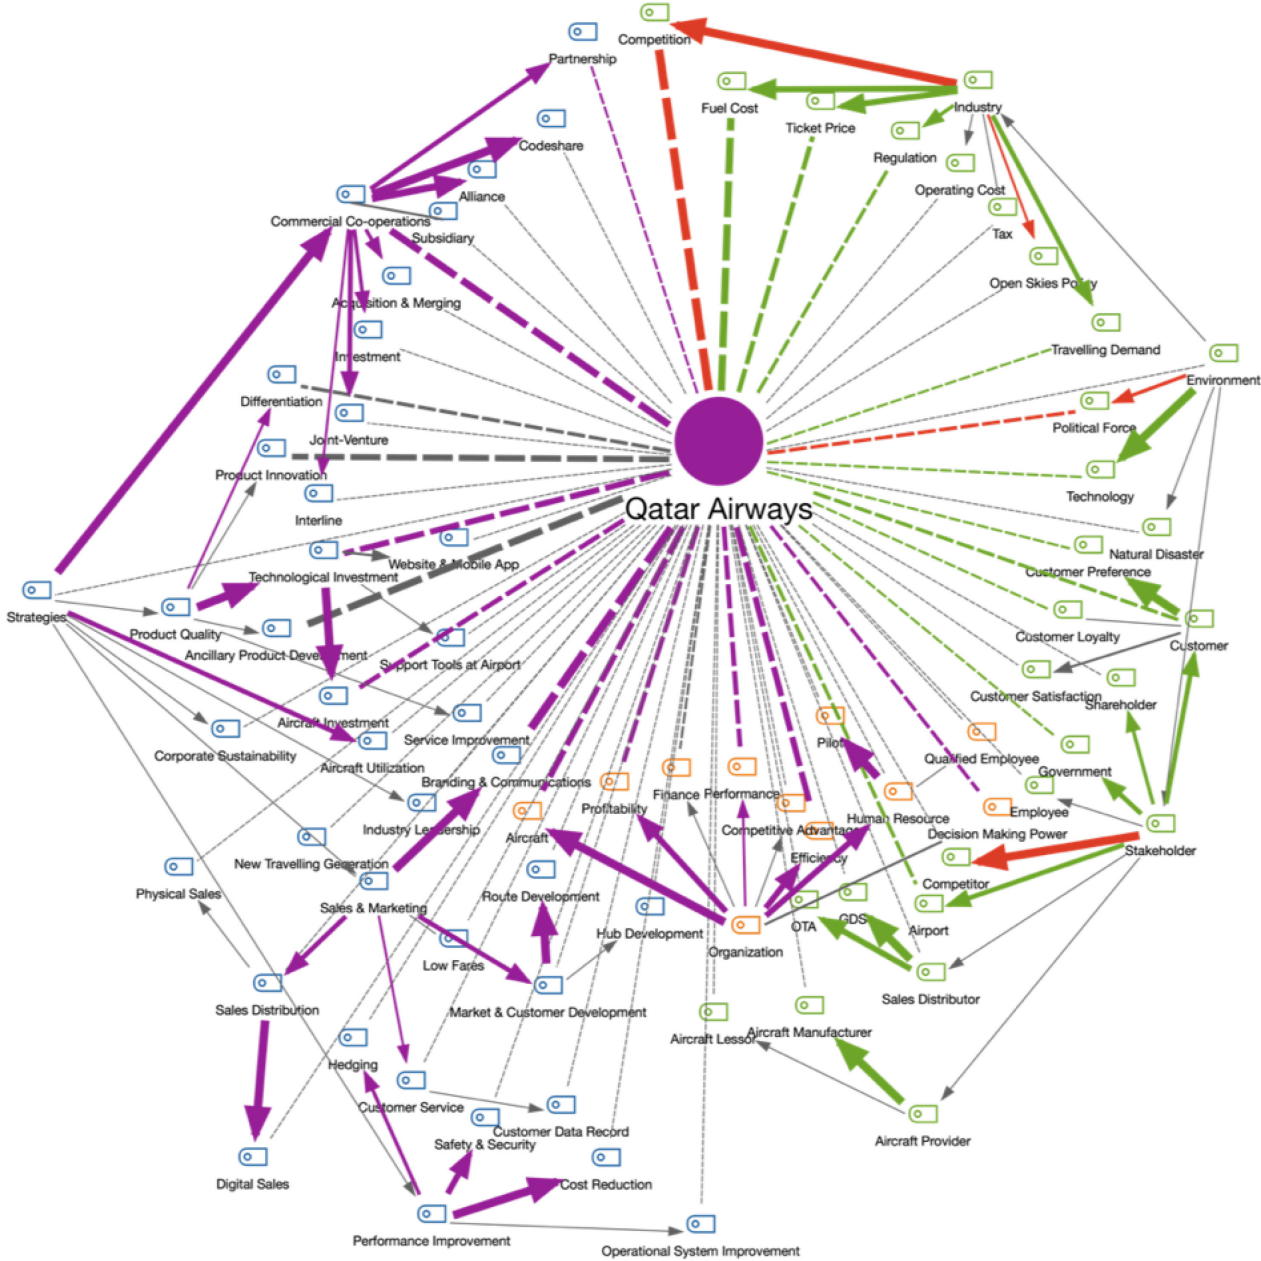 Competition
Partnership
Fuel Cost
Industry
Ticket Price
Codeshare
Regulation
Operating Cost
Alliance
Commercial Co-operations
Subsidiary
Tax
Open Skies Policy
Acquisition & Merging
Travelling Demand
Investment
Environment
Differentiation
Political Force
Joint-Venture
Product Innovation
Technology
Qatar Airways
Interline
Natural Disaster
Website & Mobile App
Customer Preference
Technological Investment
Strategies
Product Quality
Customer Loyalty
Customer
Ancillary Product Development
Support Tools at Airport
Customer Satisfaction
Shareholder
Aircraft Investment
Service Improvement
Pilot
Corporate Sustainability
Qualified Employee
Aircraft Utilization
Government
Branding & Communications
Finance
Performance
Profitability
Employee
Human Resource
Industry Leadership
Competitive Advantage
Decision Making Power
Aircraft
Stakeholder
Efficiency
New Travelling Generation
Competitor
Physical Sales
Route Development
Sales & Marketing
GDS
OTA
Airport
Hub Development
Organization
Low Fares
Sales Distributor
Sales Distribution
Market & Customer Development
Aircraft Manufacturer
Aircraft Lessor
Hedging
Customer Service
Customer Data Record
Aircraft Provider
Safety & Security
Digital Sales
Cost Reduction
Performance Improvement
Operational System Improvement